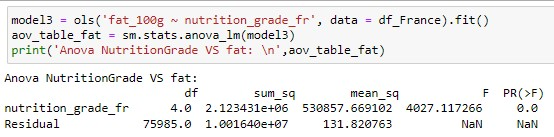 model3 = ols('fat_100g ~ nutrition_grade_fr', data = df_France).fit()
aov_table_fat = sm.stats.anova_lm(model3)
print('Anova NutritionGrade VS fat: \n',aov_table_fat)
Anova NutritionGrade VS fat:
df sum_sq mean_sq F PR(>F)
nutrition_grade_fr 4.0 2.123431e+06 530857.669102 4027.117266 0.0
Residual 75985.0 1.001640e+07 131.820763 NaN NaN